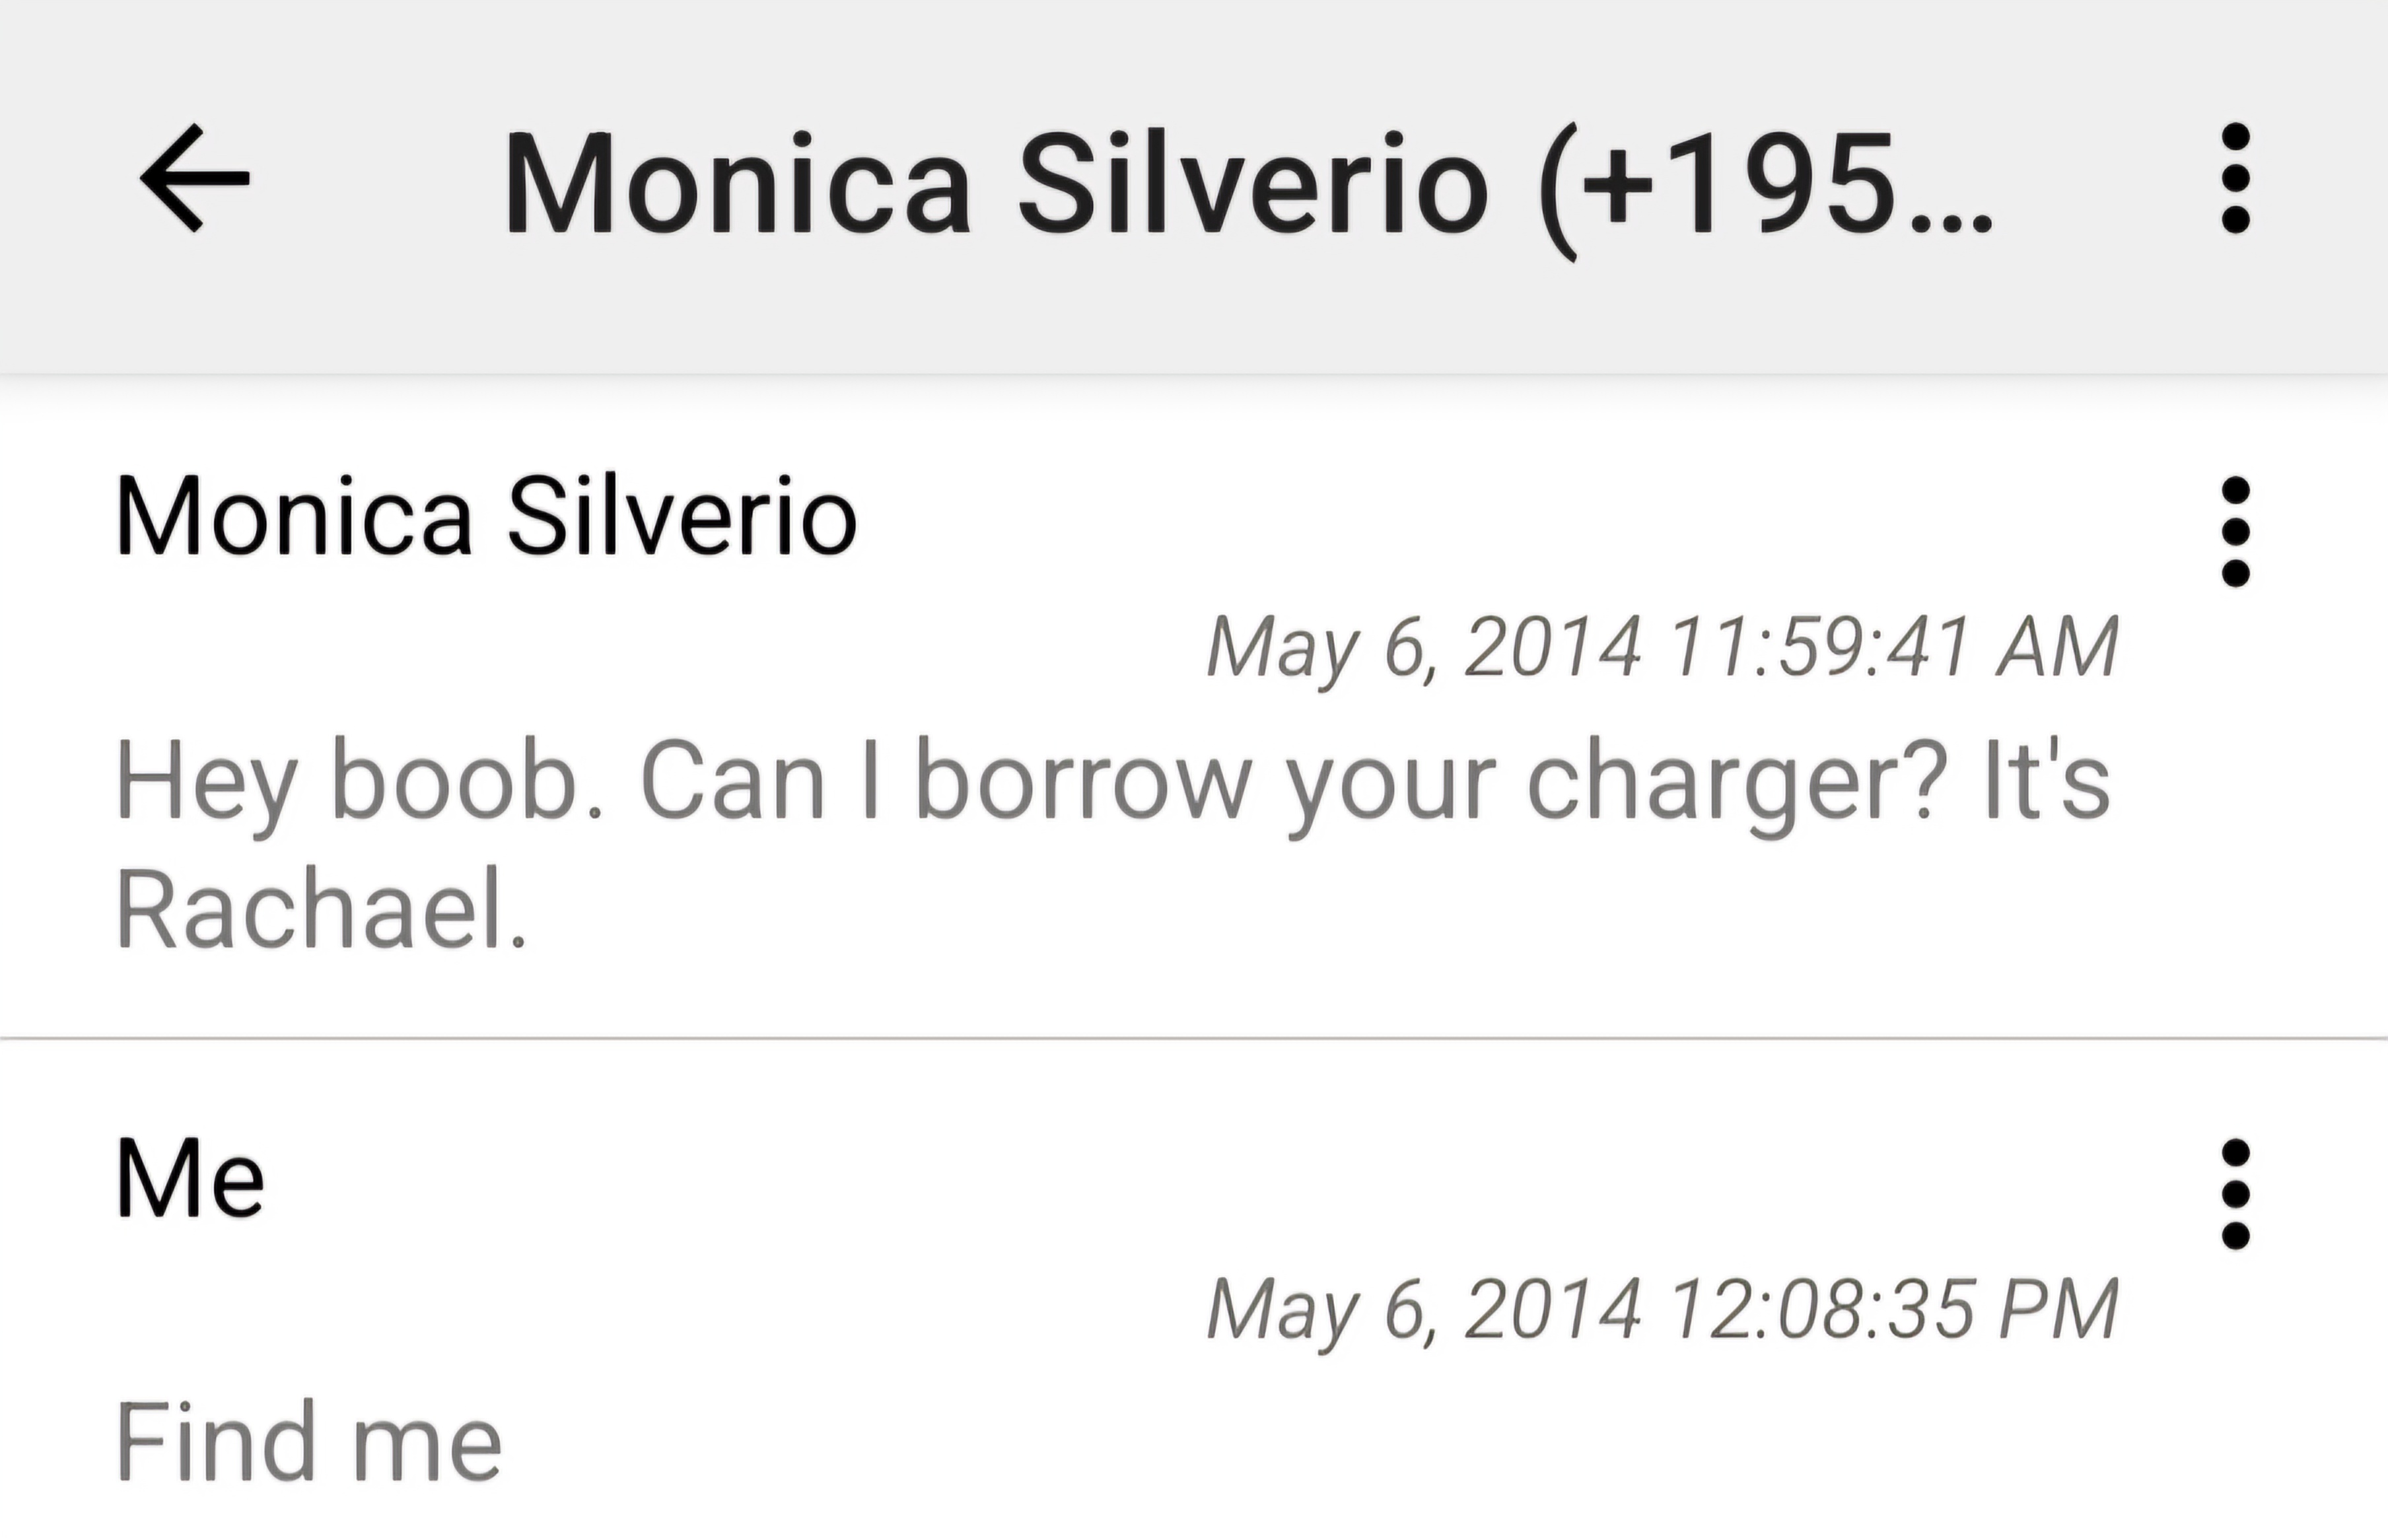 Monica Silverio (+195...
Monica Silverio
May 6, 2014 11:59:41 AM
Hey boob. Can I borrow your charger? It's
Rachael.
Me
May 6, 2014 12:08:35 PM
Find me